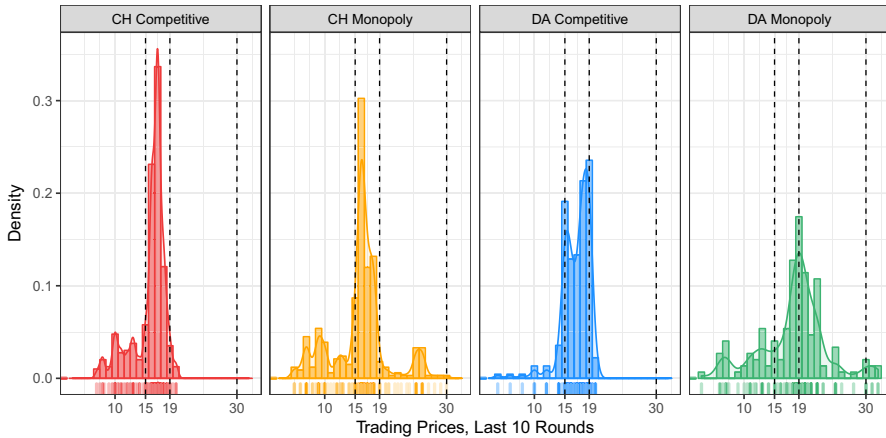 CH Competitive CH Monopoly DA Competitive DA Monopoly
0.3
0.2
0.1
0.0
Density
10 15 19 30 10 15 19 30 10 15 19 30 10 15 19 30
Trading Prices, Last 10 Rounds